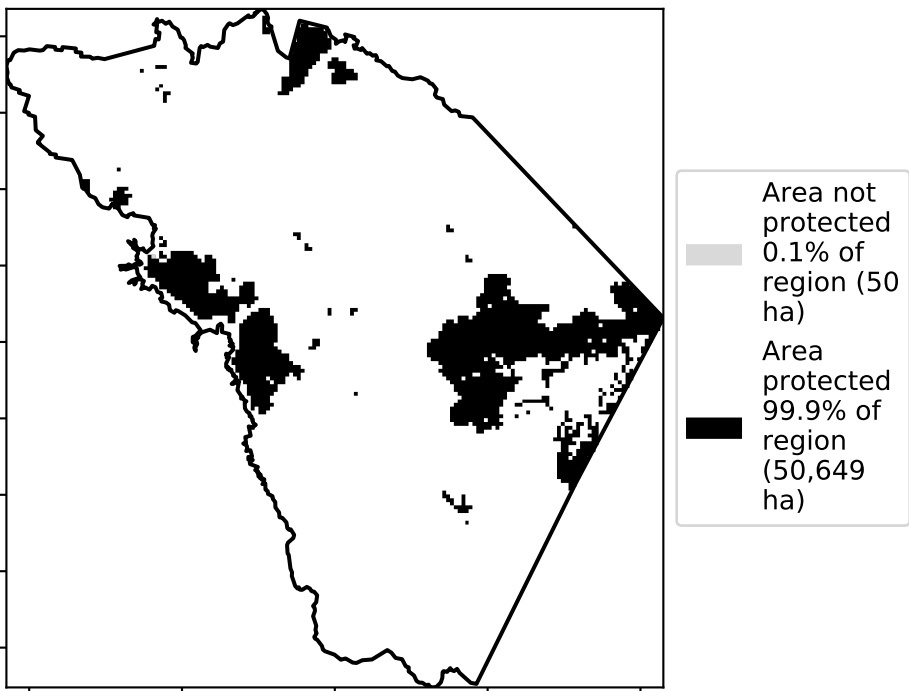 Area not
protected
0.1% of
region (50
ha)
Area
protected
99.9% of
region
(50,649
ha)